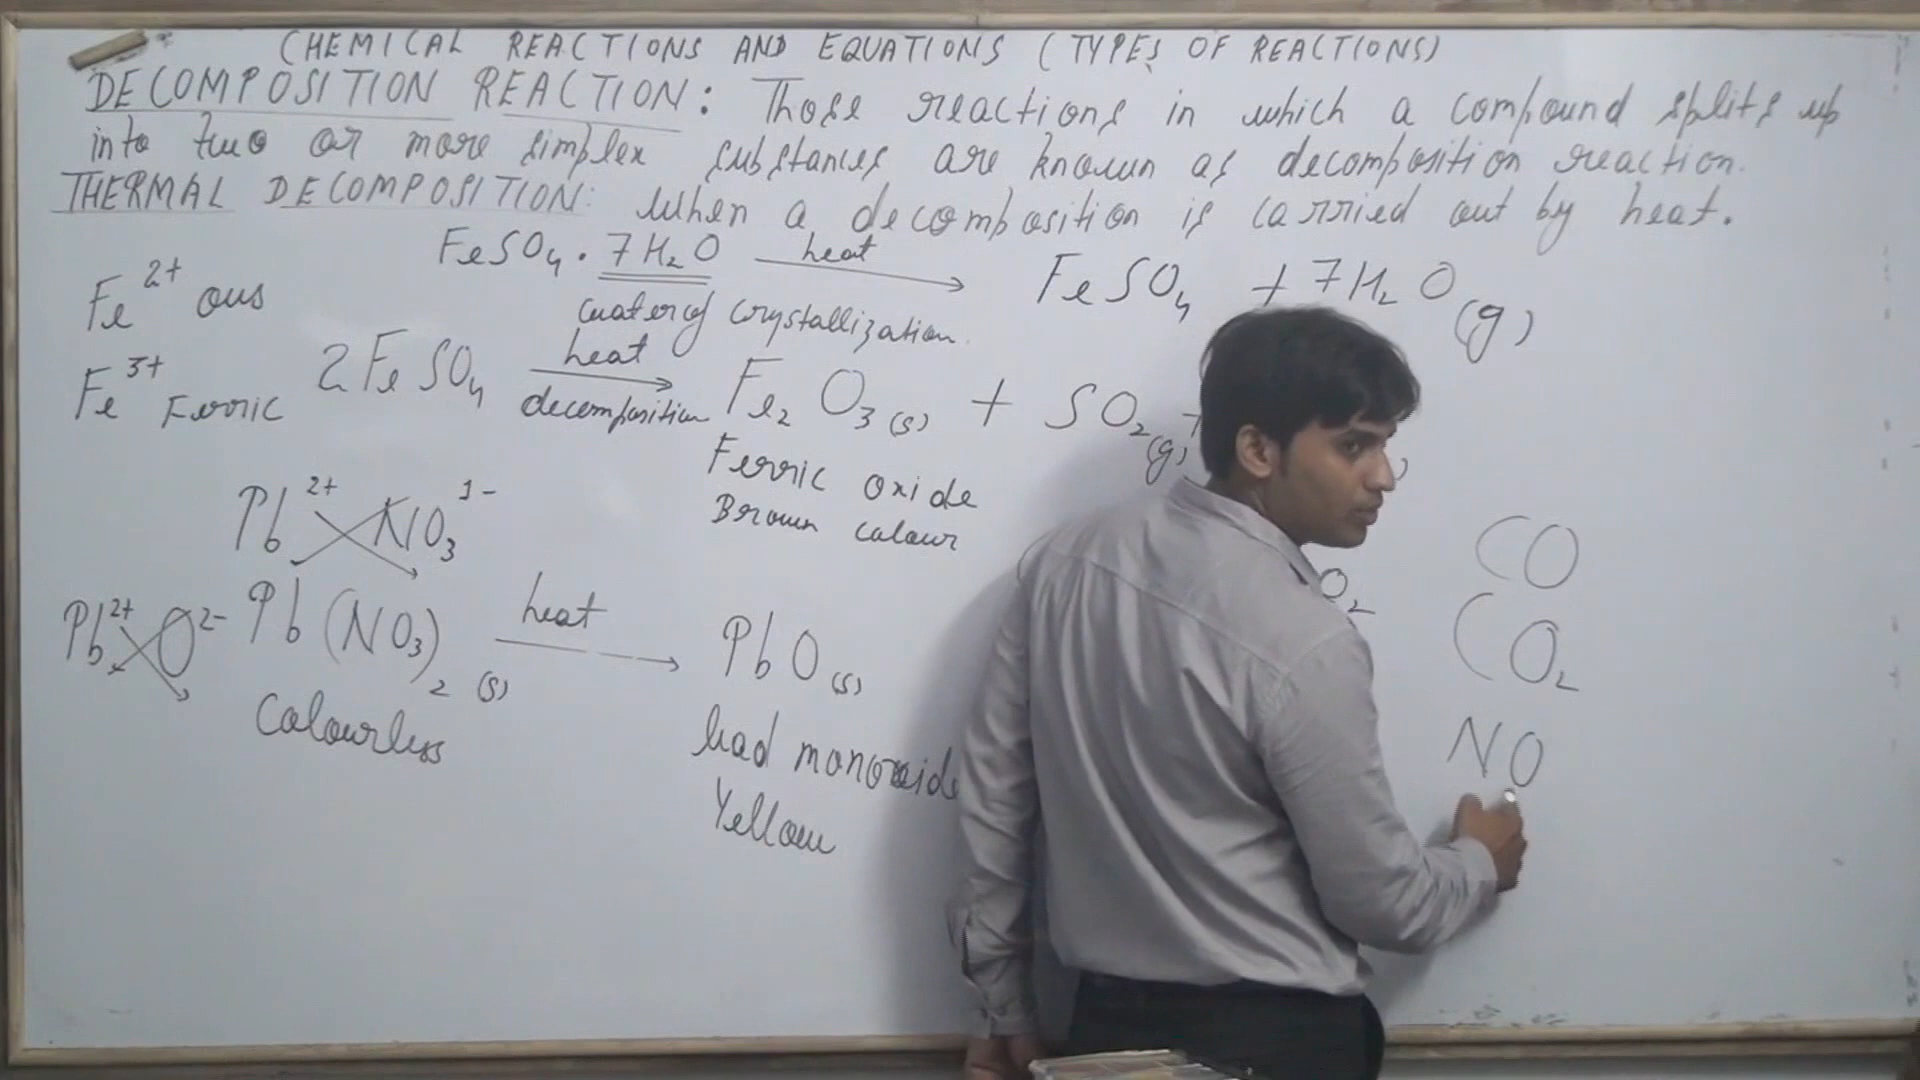 CHEMICAL REACTIONS AND EQUATIONS (TYPES OF REACTIONS)
DECOMPOSITION REACTION: Those reactions in which a compound splits up
into two or more simplex substances are known as decomposition reaction.
THERMAL DECOMPOSITION: When a decomposition is carried out by heat.
FeSO₄ . 7H₂O heat → FeSO₄ + 7H₂O (g)
water of crystallization
Fe²⁺ ous
Fe³⁺ Ferric
2FeSO₄ heat → Fe₂O₃ (s) + SO₂ (g) +
decomposition
Ferric oxide
Brown colour
Pb²⁺ NO₃¹⁻
Pb²⁺ O²⁻
Pb(NO₃)₂ (s) heat → PbO (s)
O₂
Colourless
lead monoxide
Yellow
CO
CO₂
NO